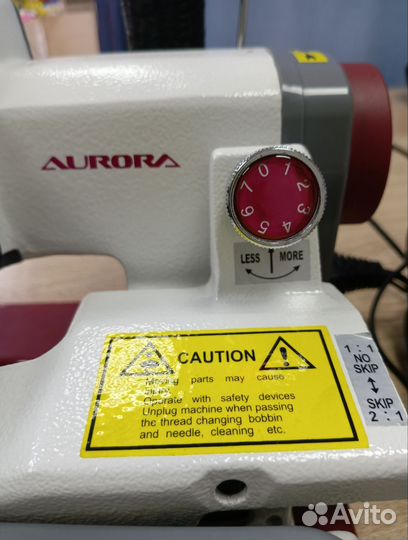 AURORA
0 1 2 3 4 5 6 7
LESS MORE
CAUTION
Moving parts may cause
injury
Operate with safety devices
Unplug machine when passing
the thread changing bobbin
and needle, cleaning etc.
1 : 1
NO
SKIP
SKIP
2 : 1
Avito